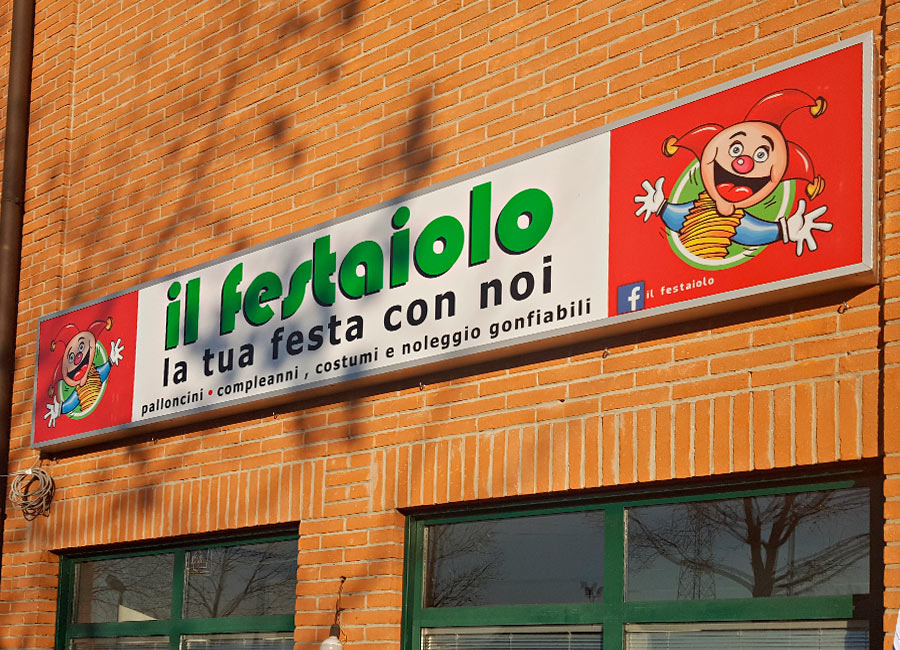 il festaiolo
la tua festa con noi
palloncini • compleanni , costumi e noleggio gonfiabili
f il festaiolo